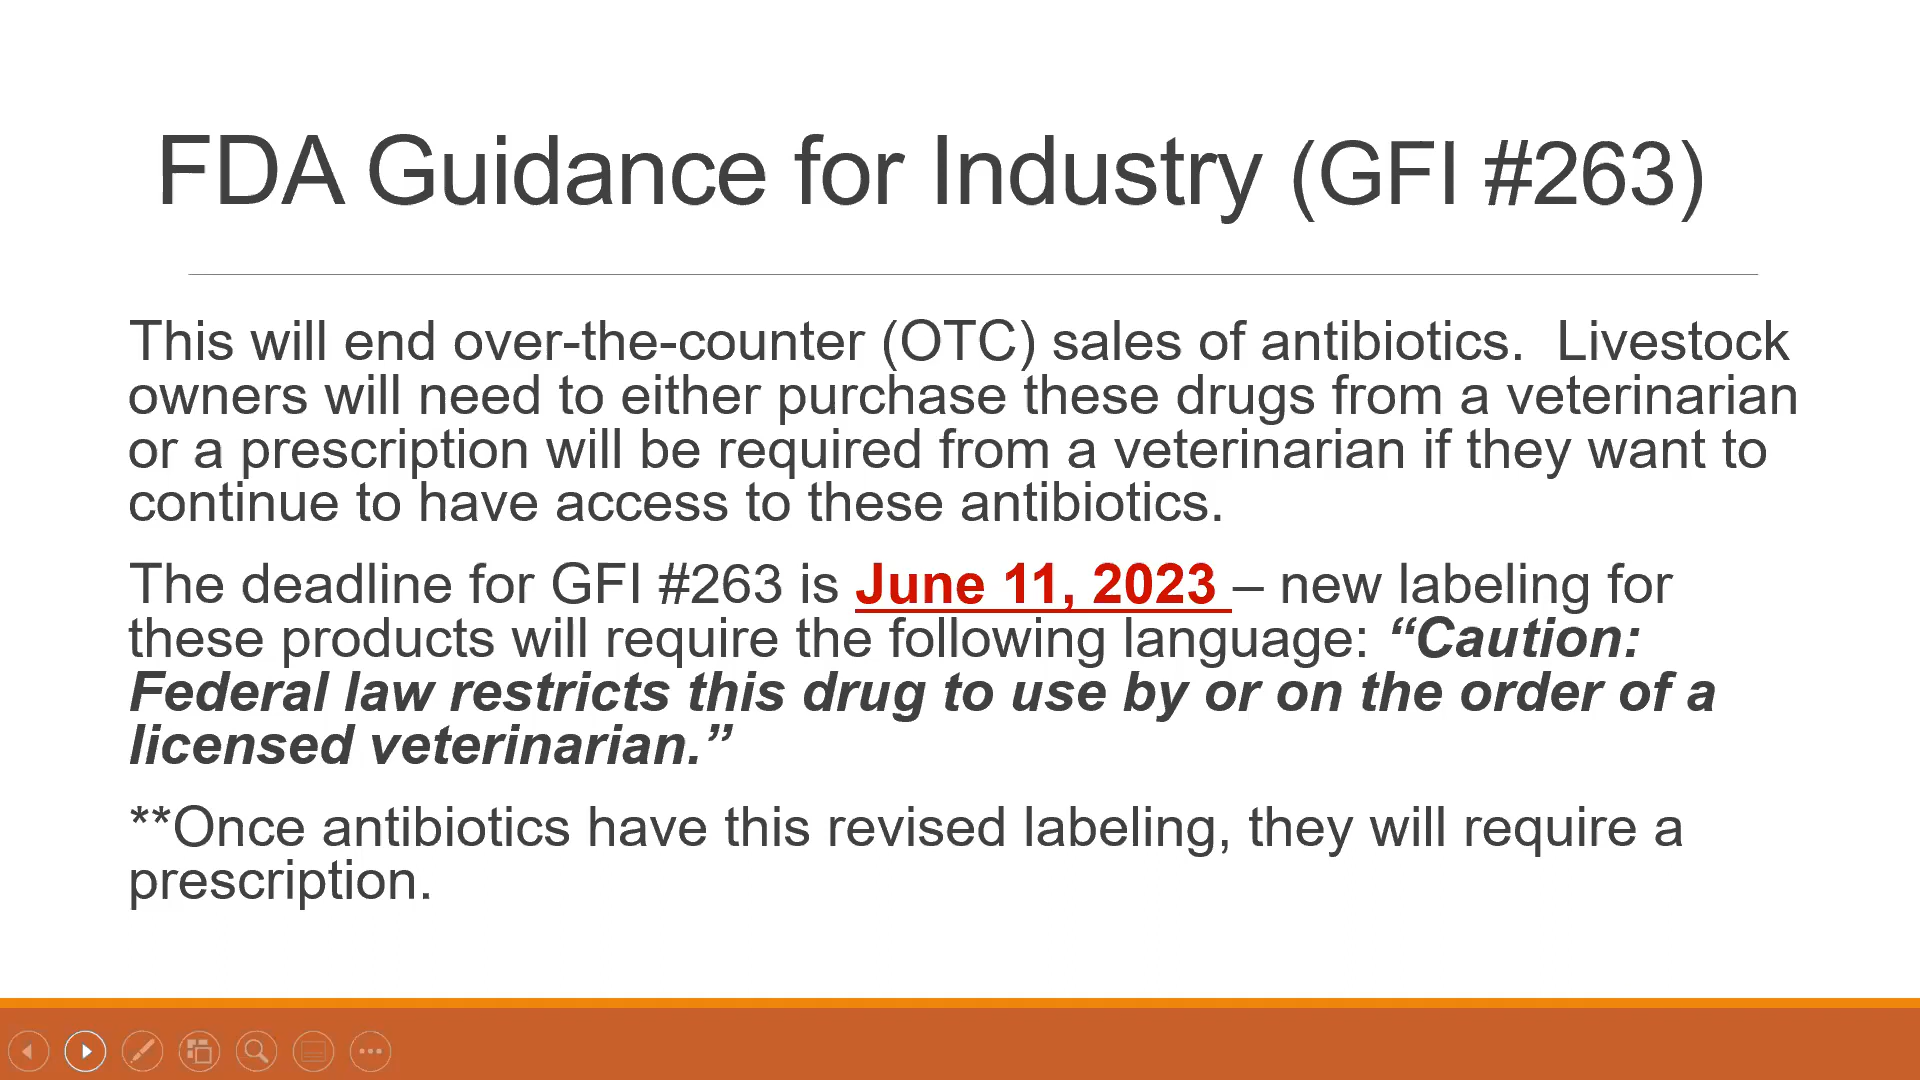 FDA Guidance for Industry (GFI #263)
This will end over-the-counter (OTC) sales of antibiotics.  Livestock
owners will need to either purchase these drugs from a veterinarian
or a prescription will be required from a veterinarian if they want to
continue to have access to these antibiotics.
The deadline for GFI #263 is June 11, 2023 – new labeling for
these products will require the following language: “Caution:
Federal law restricts this drug to use by or on the order of a
licensed veterinarian.”
**Once antibiotics have this revised labeling, they will require a
prescription.